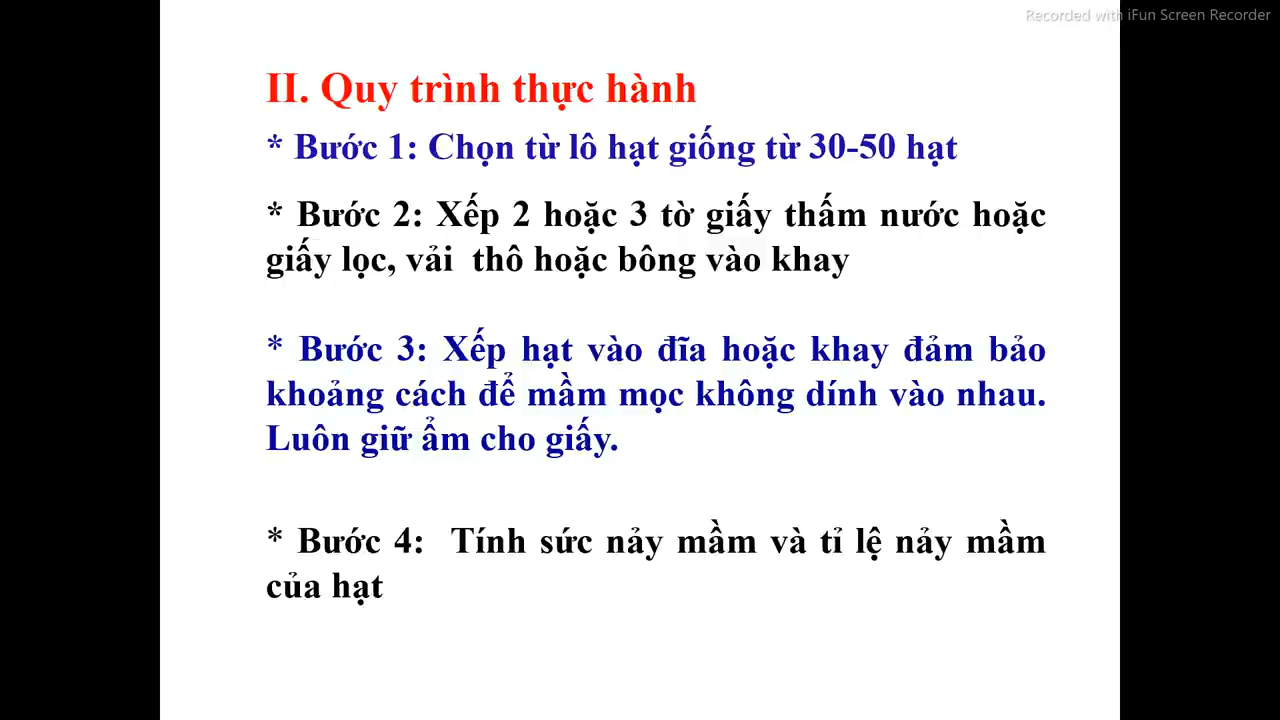 Recorded with iFun Screen Recorder
II. Quy trình thực hành
* Bước 1: Chọn từ lô hạt giống từ 30-50 hạt
* Bước 2: Xếp 2 hoặc 3 tờ giấy thấm nước hoặc
giấy lọc, vải thô hoặc bông vào khay
* Bước 3: Xếp hạt vào đĩa hoặc khay đảm bảo
khoảng cách để mầm mọc không dính vào nhau.
Luôn giữ ẩm cho giấy.
* Bước 4: Tính sức nảy mầm và tỉ lệ nảy mầm
của hạt